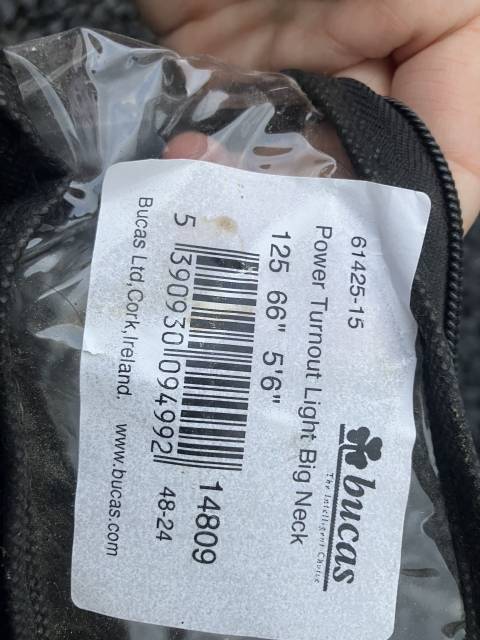 bucas
The Intelligent Choice
61425-15
Power Turnout Light Big Neck
125 66" 5'6"
5 390930 094992
14809
48-24
Bucas Ltd,Cork,Ireland. www.bucas.com